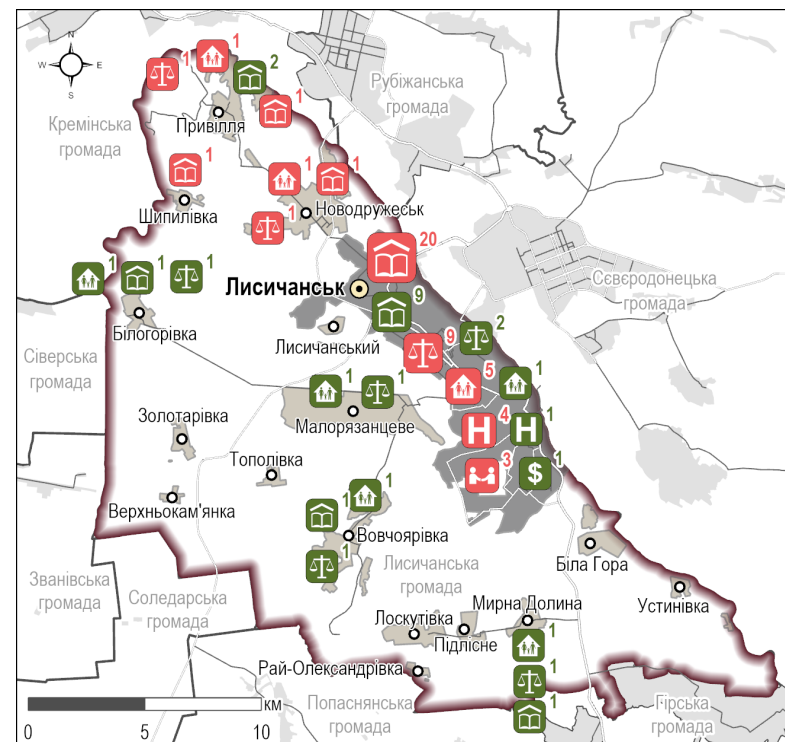 N
W
E
S
1
1
2
1
Рубіжанська
громада
Кремінська
громада
Привілля
1
Шипилівка
1
1
1
Новодружеськ
20
Лисичанськ
9
Сєвєродонецька
громада
1
1
1
Білогорівка
Лисичанський
2
9
Сіверська
громада
5
1
1
1
Малорязанцеве
4
H
1
H
Золотарівка
Тополівка
3
1
$
Верхньокам'янка
1
1
1
Вовчоярівка
Біла Гора
Лисичанська
громада
Званівська
громада
Соледарська
громада
Устинівка
Мирна Долина
Лоскутівка
Підлісне
1
1
1
Рай-Олександрівка
Попаснянська
громада
Гірська
громада
км
0
5
10